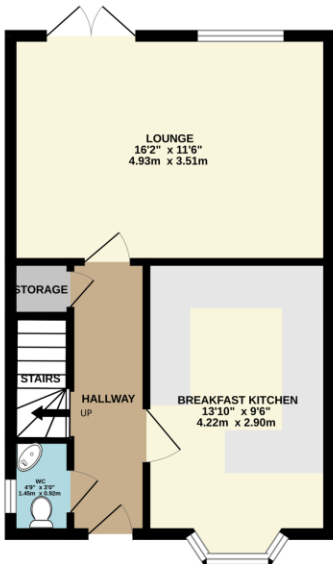 LOUNGE
16'2" x 11'6"
4.93m x 3.51m
STORAGE
STAIRS
HALLWAY
UP
BREAKFAST KITCHEN
13'10" x 9'6"
4.22m x 2.90m
WC
4'9" x 3'0"
1.45m x 0.92m